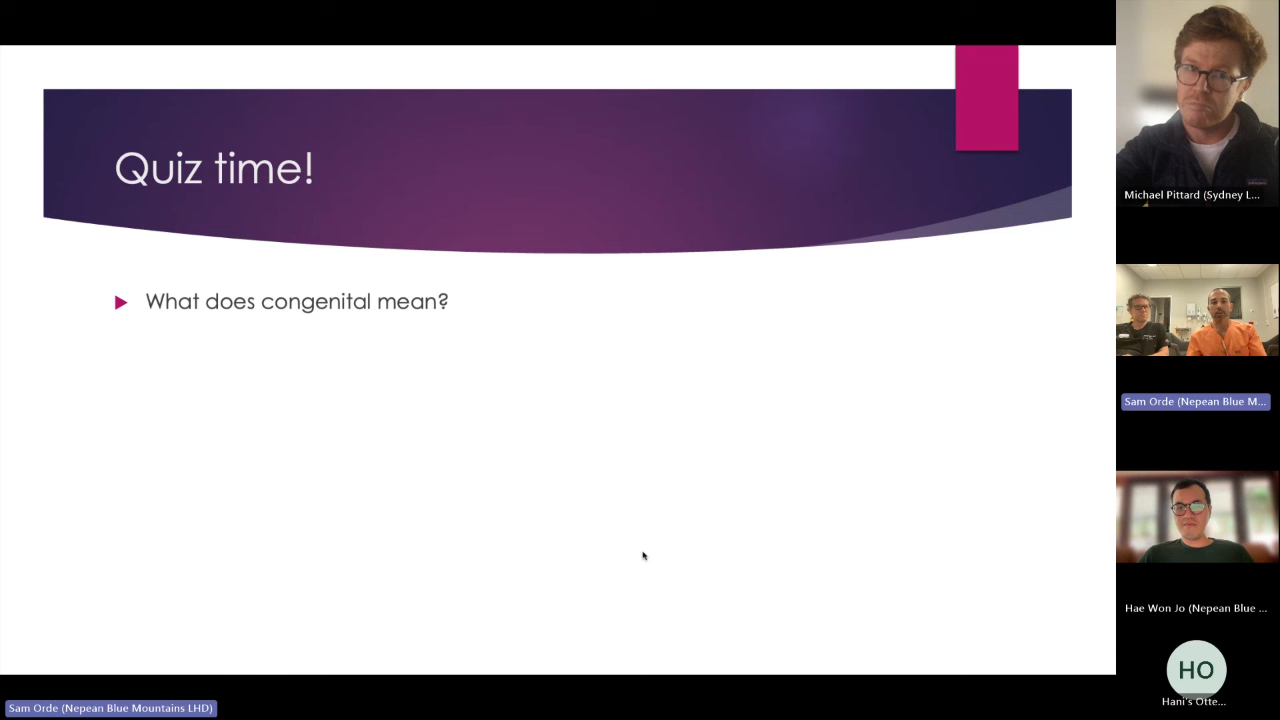 Quiz time!
What does congenital mean?
Michael Pittard (Sydney L...
Sam Orde (Nepean Blue M...
Hae Won Jo (Nepean Blue ...
HO
Hani's Otte...
Sam Orde (Nepean Blue Mountains LHD)